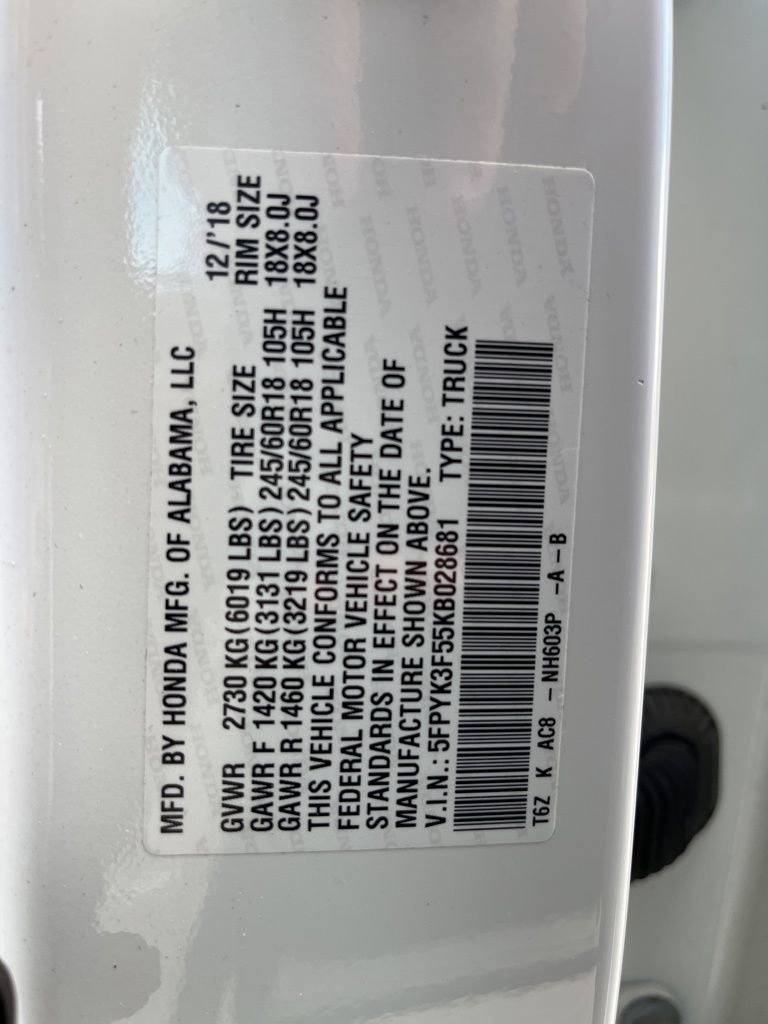 MFD. BY HONDA MFG. OF ALABAMA, LLC
12/'18
GVWR 2730 KG(6019 LBS) TIRE SIZE RIM SIZE
GAWR F 1420 KG(3131 LBS)245/60R18 105H 18X8.0J
GAWR R 1460 KG(3219 LBS)245/60R18 105H 18X8.0J
THIS VEHICLE CONFORMS TO ALL APPLICABLE
FEDERAL MOTOR VEHICLE SAFETY
STANDARDS IN EFFECT ON THE DATE OF
MANUFACTURE SHOWN ABOVE.
V.I.N.: 5FPYK3F55KB028681 TYPE: TRUCK
T6Z K AC8 - NH603P -A-B